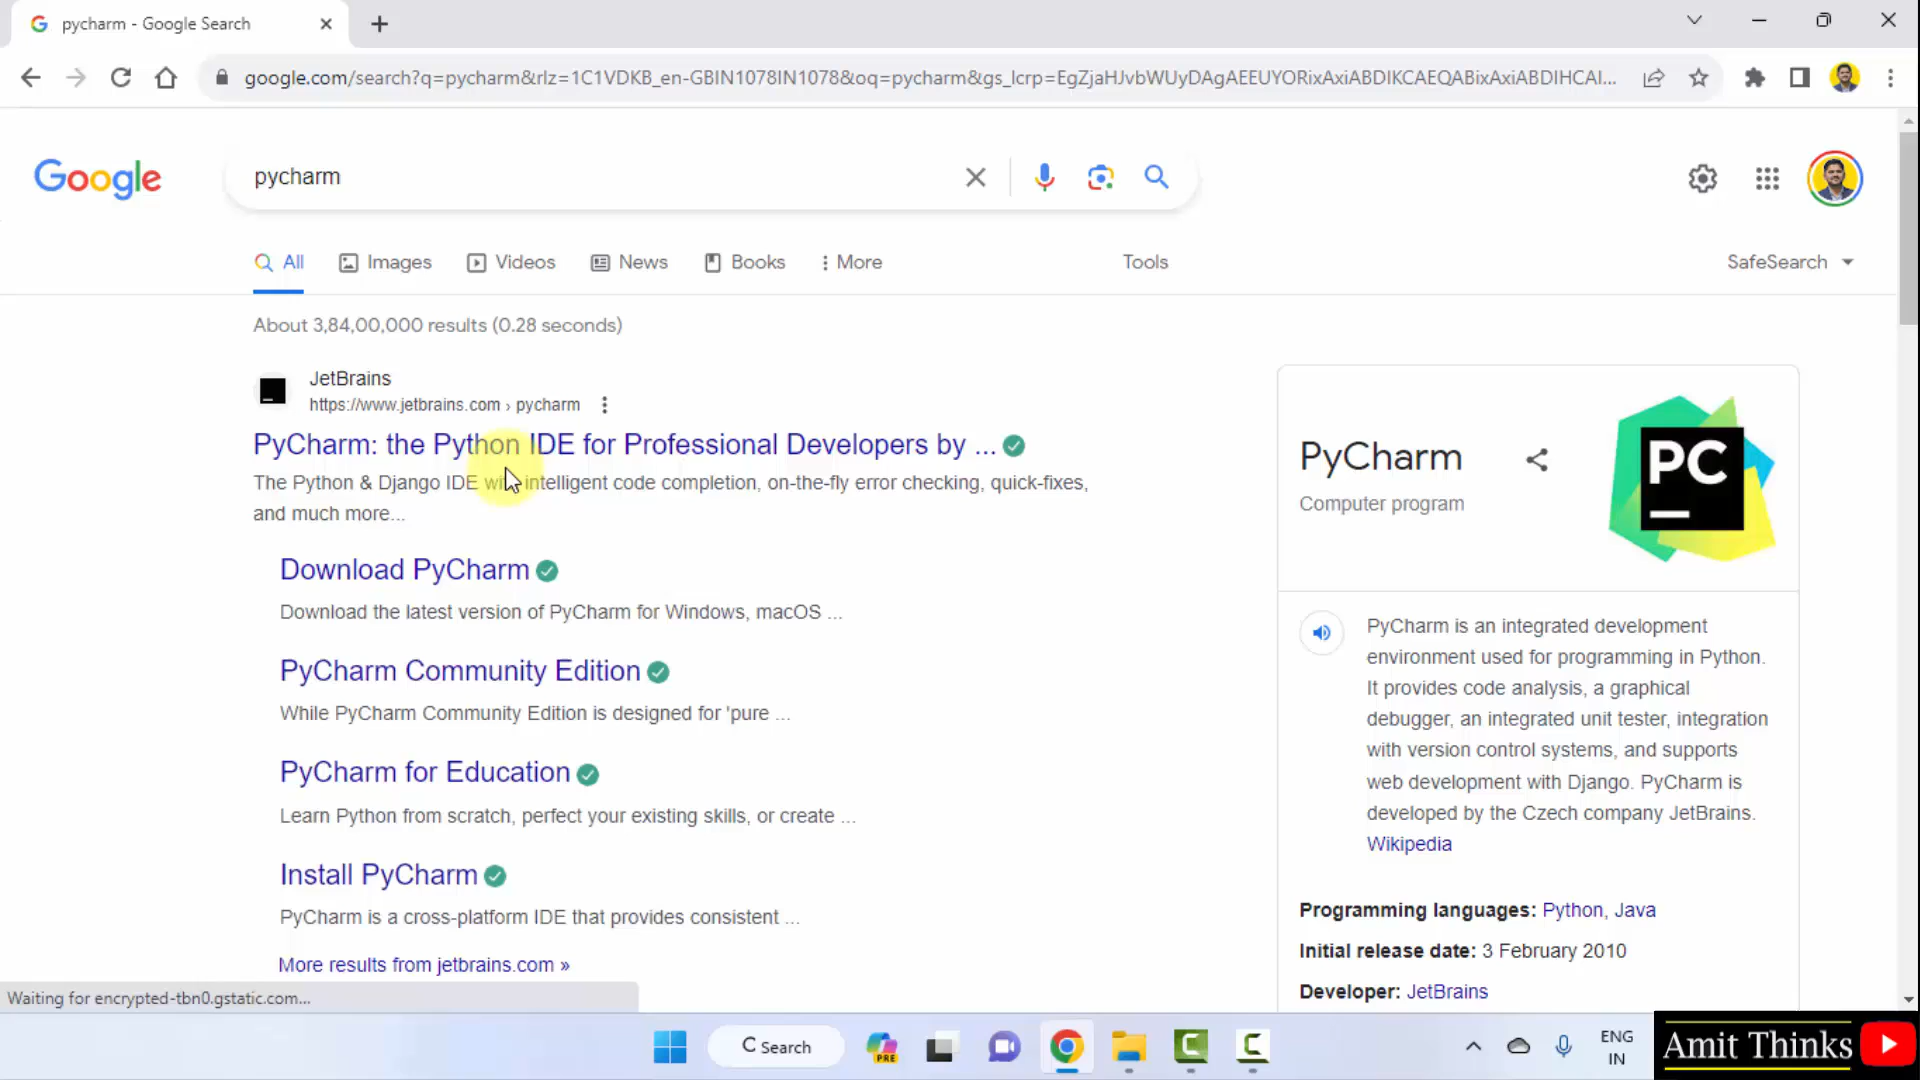 pycharm - Google Search
google.com/search?q=pycharm&rlz=1C1VDKB_en-GBIN1078IN1078&oq=pycharm&gs_lcrp=EgZjaHJvbWUyDAgAEEUYORixAxiABDIKCAEQABixAxiABDIHCAI...
Google
pycharm
All
Images
Videos
News
Books
More
Tools
SafeSearch
About 3,84,00,000 results (0.28 seconds)
JetBrains
https://www.jetbrains.com › pycharm
PyCharm: the Python IDE for Professional Developers by ...
The Python & Django IDE with intelligent code completion, on-the-fly error checking, quick-fixes,
and much more...
Download PyCharm
Download the latest version of PyCharm for Windows, macOS ...
PyCharm Community Edition
While PyCharm Community Edition is designed for 'pure ...
PyCharm for Education
Learn Python from scratch, perfect your existing skills, or create ...
Install PyCharm
PyCharm is a cross-platform IDE that provides consistent ...
More results from jetbrains.com »
PyCharm
Computer program
PC
PyCharm is an integrated development
environment used for programming in Python.
It provides code analysis, a graphical
debugger, an integrated unit tester, integration
with version control systems, and supports
web development with Django. PyCharm is
developed by the Czech company JetBrains.
Wikipedia
Programming languages: Python, Java
Initial release date: 3 February 2010
Developer: JetBrains
Waiting for encrypted-tbn0.gstatic.com...
Search
PRE
ENG
IN
Amit Thinks